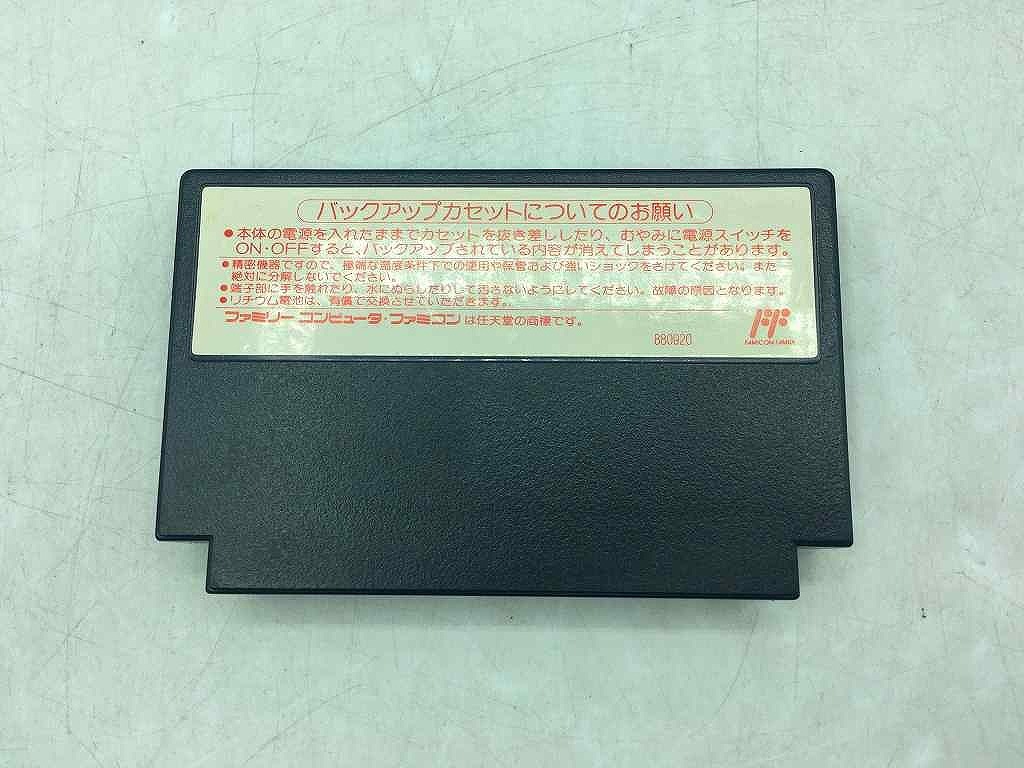 バックアップカセットについてのお願い
●本体の電源を入れたままでカセットを抜き差ししたり、むやみに電源スイッチを
ON・OFFすると、バックアップされている内容が消えてしまうことがあります。
●精密機器ですので、極端な温度条件下での使用や保管および強いショックをさけてください。また
絶対に分解しないでください。
●端子部に手を触れたり、水にぬらしたりして汚さないようにしてください。故障の原因となります。
●リチウム電池は、有償で交換させていただきます。
ファミリーコンピュータ・ファミコンは任天堂の商標です。
880920
FAMICON FAMILY